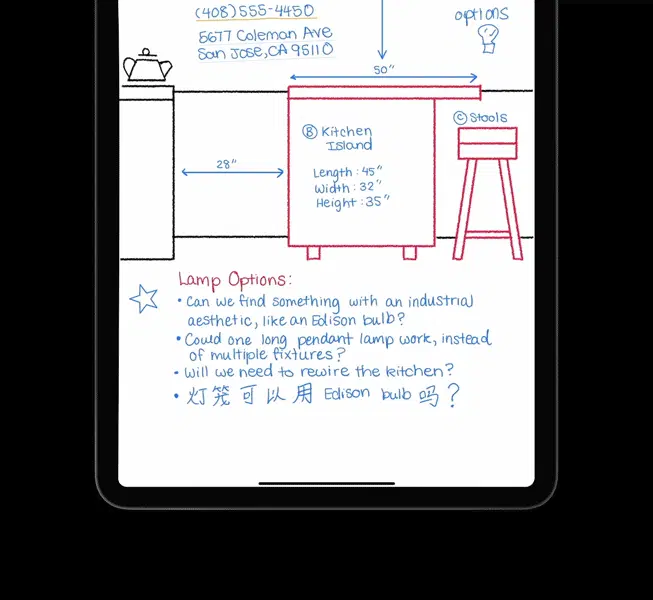 (408)555-4450
options
5677 Coleman Ave
San Jose, CA 95110
50"
Ⓒ Stools
Ⓑ Kitchen
Island
28"
Length : 45"
Width : 32"
Height : 35"
Lamp Options:
• Can we find something with an industrial
aesthetic, like an Edison bulb?
• Could one long pendant lamp work, instead
of multiple fixtures?
• Will we need to rewire the kitchen?
• 灯笼可以用 Edison bulb 吗?